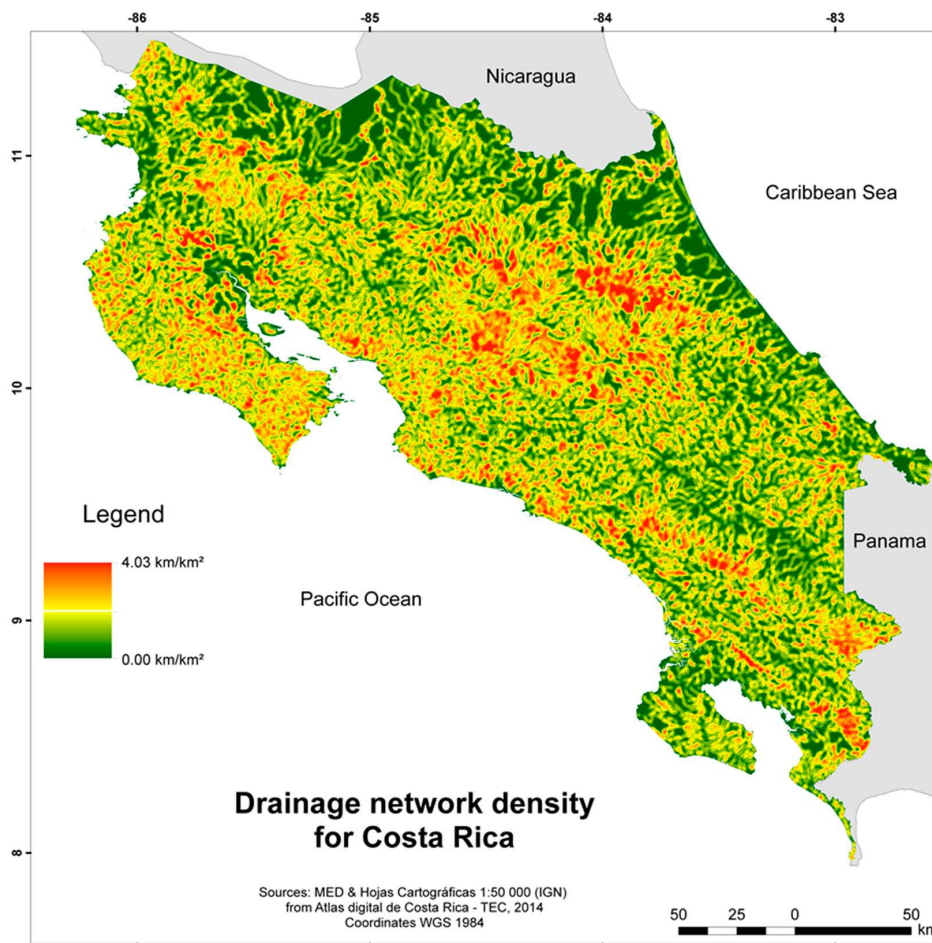 -86 -85 -84 -83
Nicaragua
11
Caribbean Sea
10
Legend
4.03 km/km²
0.00 km/km²
Panama
Pacific Ocean
9
Drainage network density
for Costa Rica
8
Sources: MED & Hojas Cartográficas 1:50 000 (IGN)
from Atlas digital de Costa Rica - TEC, 2014
Coordinates WGS 1984
50 25 0 50
km